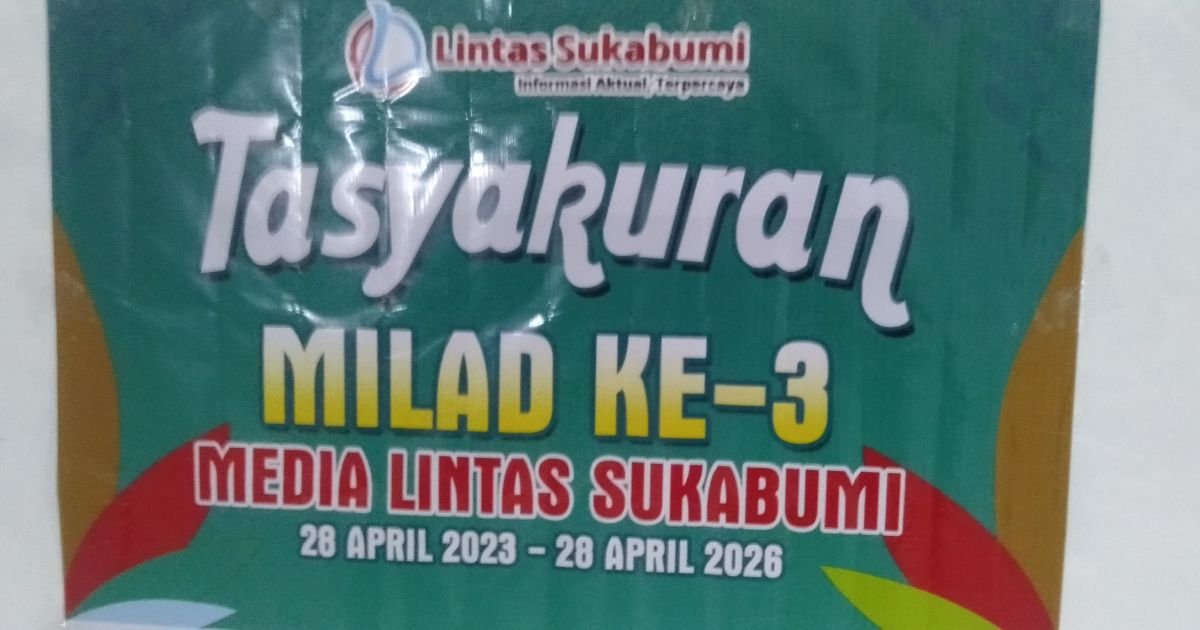 Lintas Sukabumi
Informasi Aktual, Terpercaya
Tasyakuran
MILAD KE-3
MEDIA LINTAS SUKABUMI
28 APRIL 2023 - 28 APRIL 2026